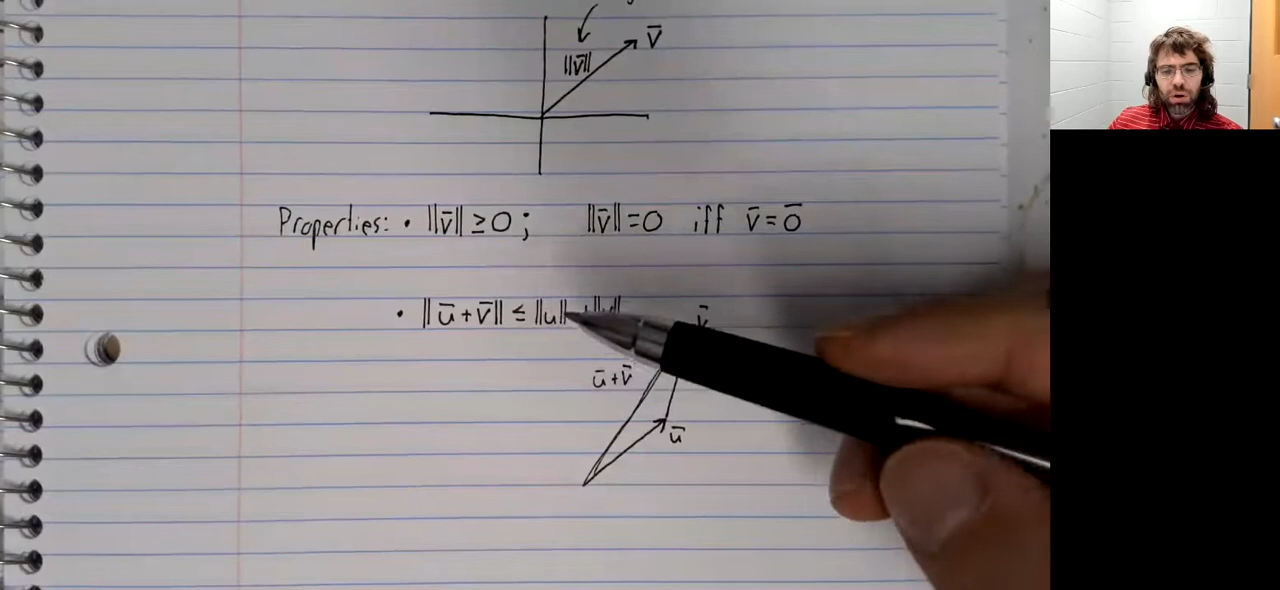 v̄
‖v̄‖
Properties: • ‖v̄‖ ≥ 0 ; ‖v̄‖ = 0 iff v̄ = 0̄
• ‖ū + v̄‖ ≤ ‖u‖
v̄
ū + v̄
ū